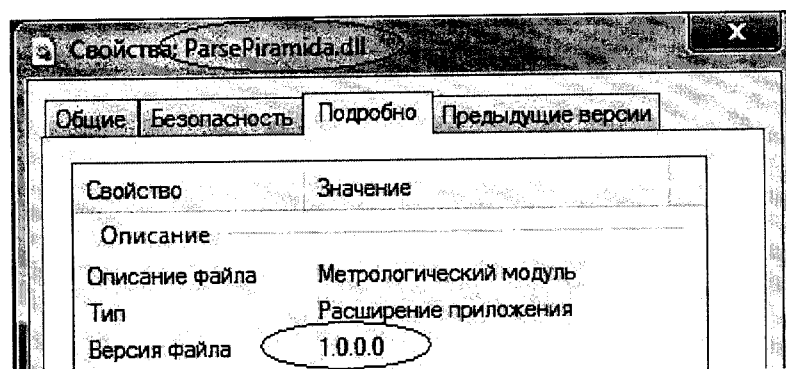 Свойства: ParsePiramida.dll
Общие Безопасность Подробно Предыдущие версии
Свойство Значение
Описание
Описание файла Метрологический модуль
Тип Расширение приложения
Версия файла 1.0.0.0